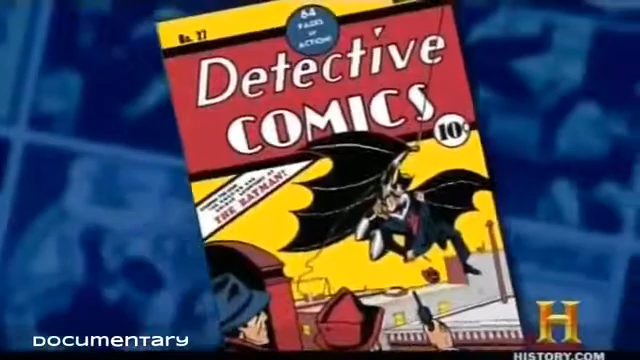 64
PAGES
OF
ACTION!
No. 27
Detective
COMICS
10¢
THE BATMAN!
DOCUMENTARY
H
HISTORY.COM